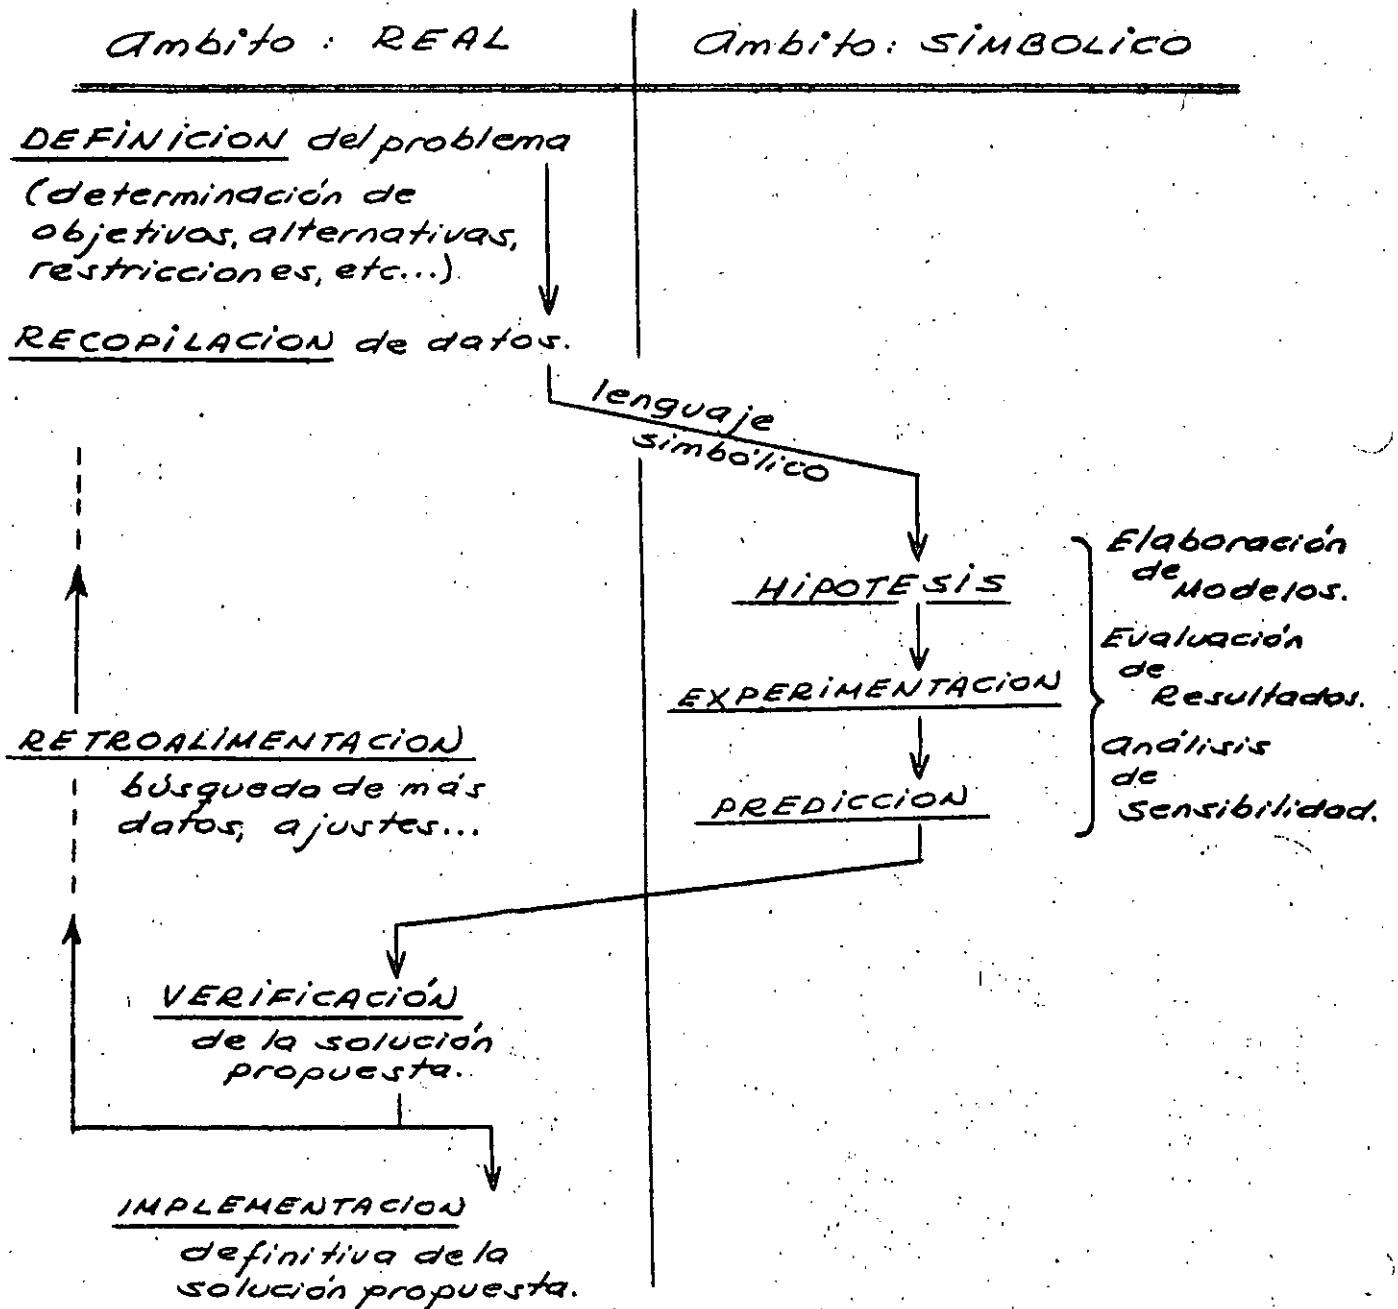 Ambito : REAL
Ambito : SIMBOLICO
DEFINICION del problema
(determinación de
objetivos, alternativas,
restricciones, etc...).
RECOPILACION de datos.
lenguaje
simbólico
HIPOTESIS
EXPERIMENTACION
PREDICCION
Elaboración
de
Modelos.
Evaluación
de
Resultados.
Análisis
de
Sensibilidad.
RETROALIMENTACION
búsqueda de más
datos, ajustes...
VERIFICACIÓN
de la solución
propuesta.
IMPLEMENTACION
definitiva de la
solución propuesta.